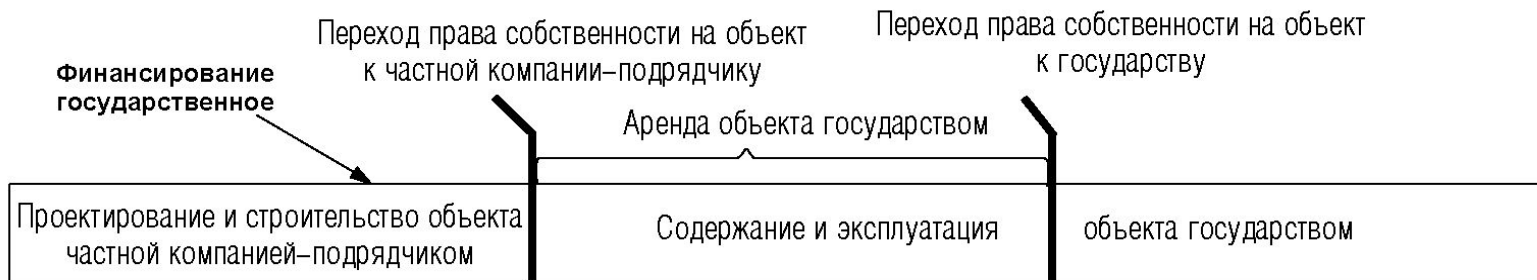 Переход права собственности на объект
к частной компании–подрядчику
Переход права собственности на объект
к государству
Финансирование
государственное
Аренда объекта государством
Проектирование и строительство объекта
частной компанией–подрядчиком
Содержание и эксплуатация
объекта государством